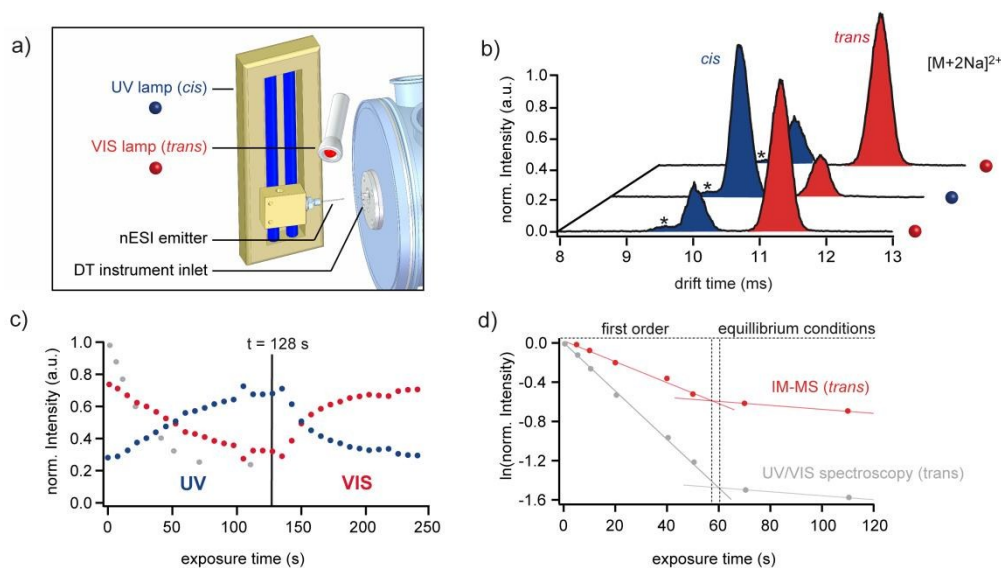 a)
UV lamp (cis)
VIS lamp (trans)
nESI emitter
DT instrument inlet
b)
trans
cis
[M+2Na]2+
norm. Intensity (a.u.)
1.0
0.8
0.6
0.4
0.2
0.0
*
*
*
8 9 10 11 12 13
drift time (ms)
c)
t = 128 s
norm. Intensity (a.u.)
1.0
0.8
0.6
0.4
0.2
0.0
UV VIS
0 50 100 150 200 250
exposure time (s)
d)
first order equillibrium conditions
ln(norm. Intensity)
0.0
-0.4
-0.8
-1.2
-1.6
IM-MS (trans)
UV/VIS spectroscopy (trans)
0 20 40 60 80 100 120
exposure time (s)